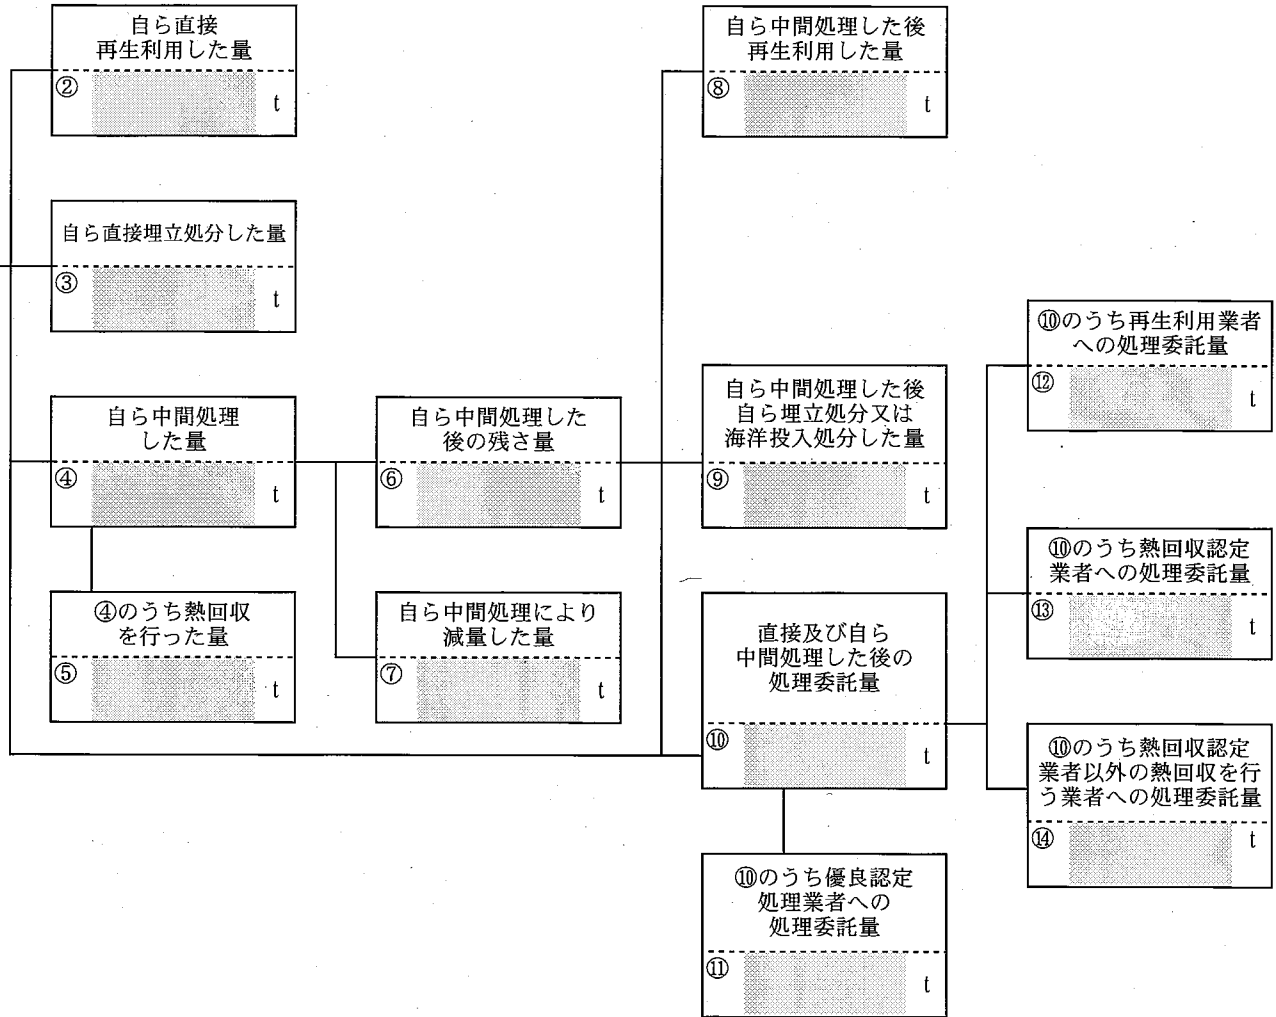 自ら直接
再生利用した量
② t
自ら直接埋立処分した量
③ t
自ら中間処理
した量
④ t
④のうち熱回収
を行った量
⑤ t
自ら中間処理した
後の残さ量
⑥ t
自ら中間処理により
減量した量
⑦ t
自ら中間処理した後
再生利用した量
⑧ t
自ら中間処理した後
自ら埋立処分又は
海洋投入処分した量
⑨ t
直接及び自ら
中間処理した後の
処理委託量
⑩ t
⑩のうち優良認定
処理業者への
処理委託量
⑪ t
⑩のうち再生利用業者
への処理委託量
⑫ t
⑩のうち熱回収認定
業者への処理委託量
⑬ t
⑩のうち熱回収認定
業者以外の熱回収を行
う業者への処理委託量
⑭ t